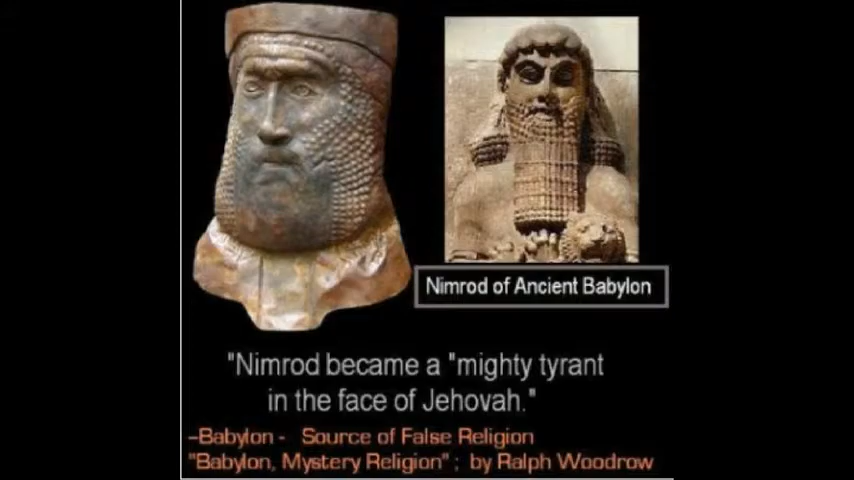 Nimrod of Ancient Babylon
"Nimrod became a "mighty tyrant
in the face of Jehovah."
--Babylon - Source of False Religion
"Babylon, Mystery Religion" ; by Ralph Woodrow